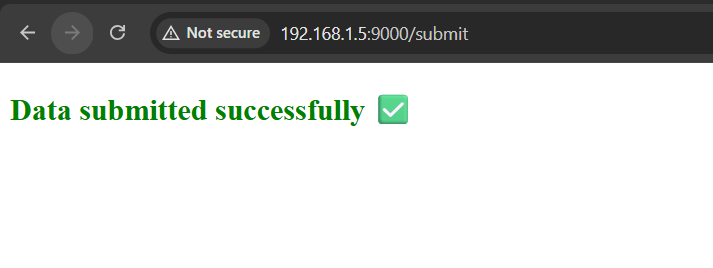 Not secure 192.168.1.5:9000/submit
Data submitted successfully ✅